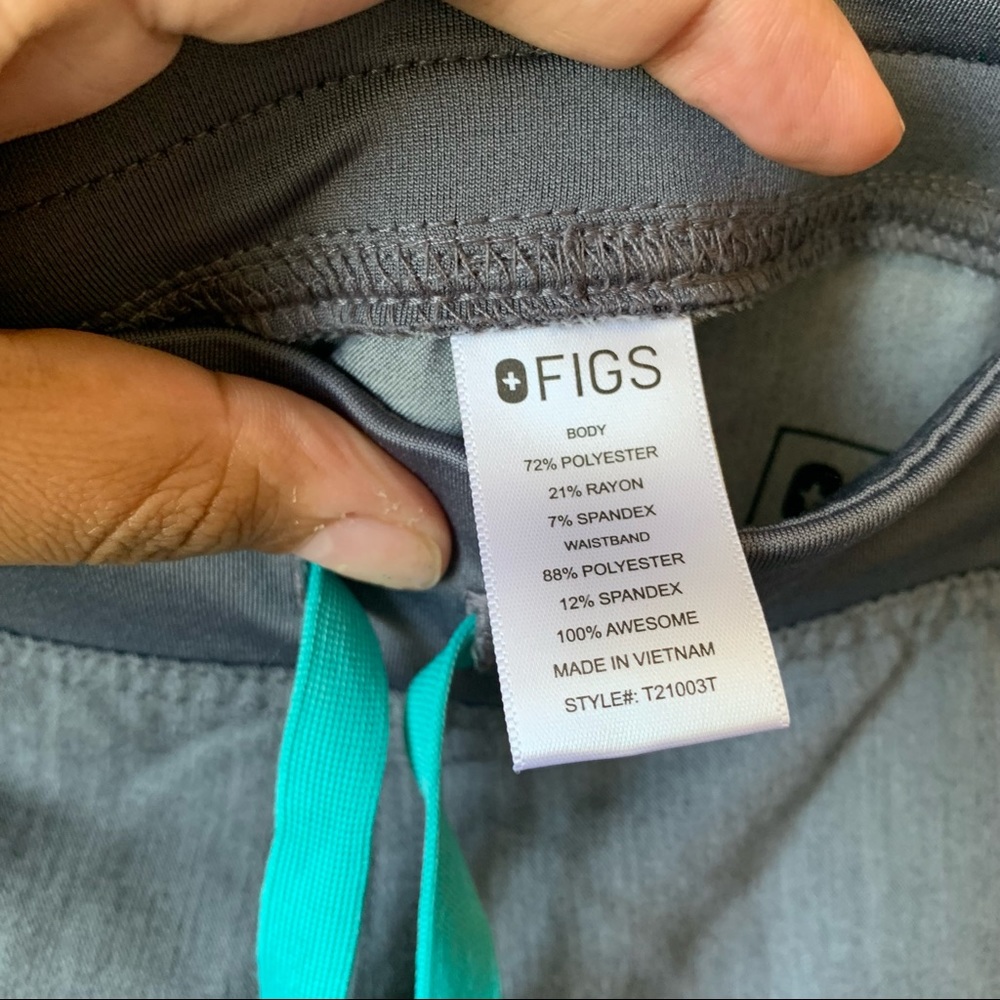 FIGS
BODY
72% POLYESTER
21% RAYON
7% SPANDEX
WAISTBAND
88% POLYESTER
12% SPANDEX
100% AWESOME
MADE IN VIETNAM
STYLE#: T21003T